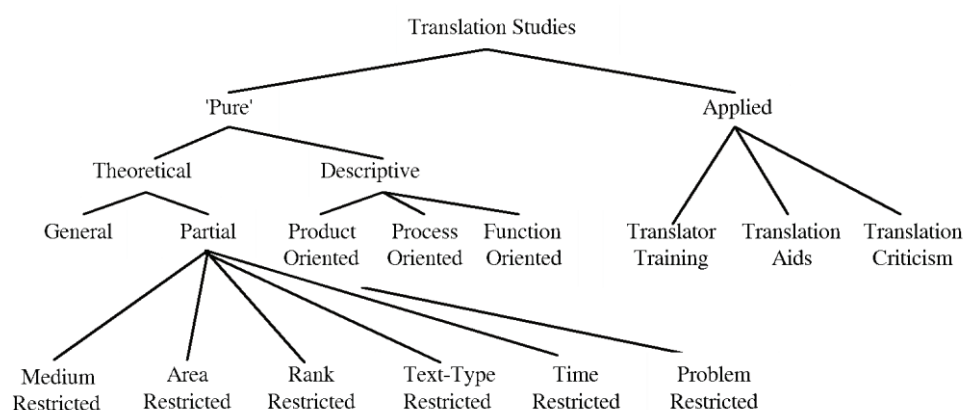 Translation Studies
'Pure'
Applied
Theoretical
Descriptive
General
Partial
Product
Oriented
Process
Oriented
Function
Oriented
Translator
Training
Translation
Aids
Translation
Criticism
Medium
Restricted
Area
Restricted
Rank
Restricted
Text-Type
Restricted
Time
Restricted
Problem
Restricted